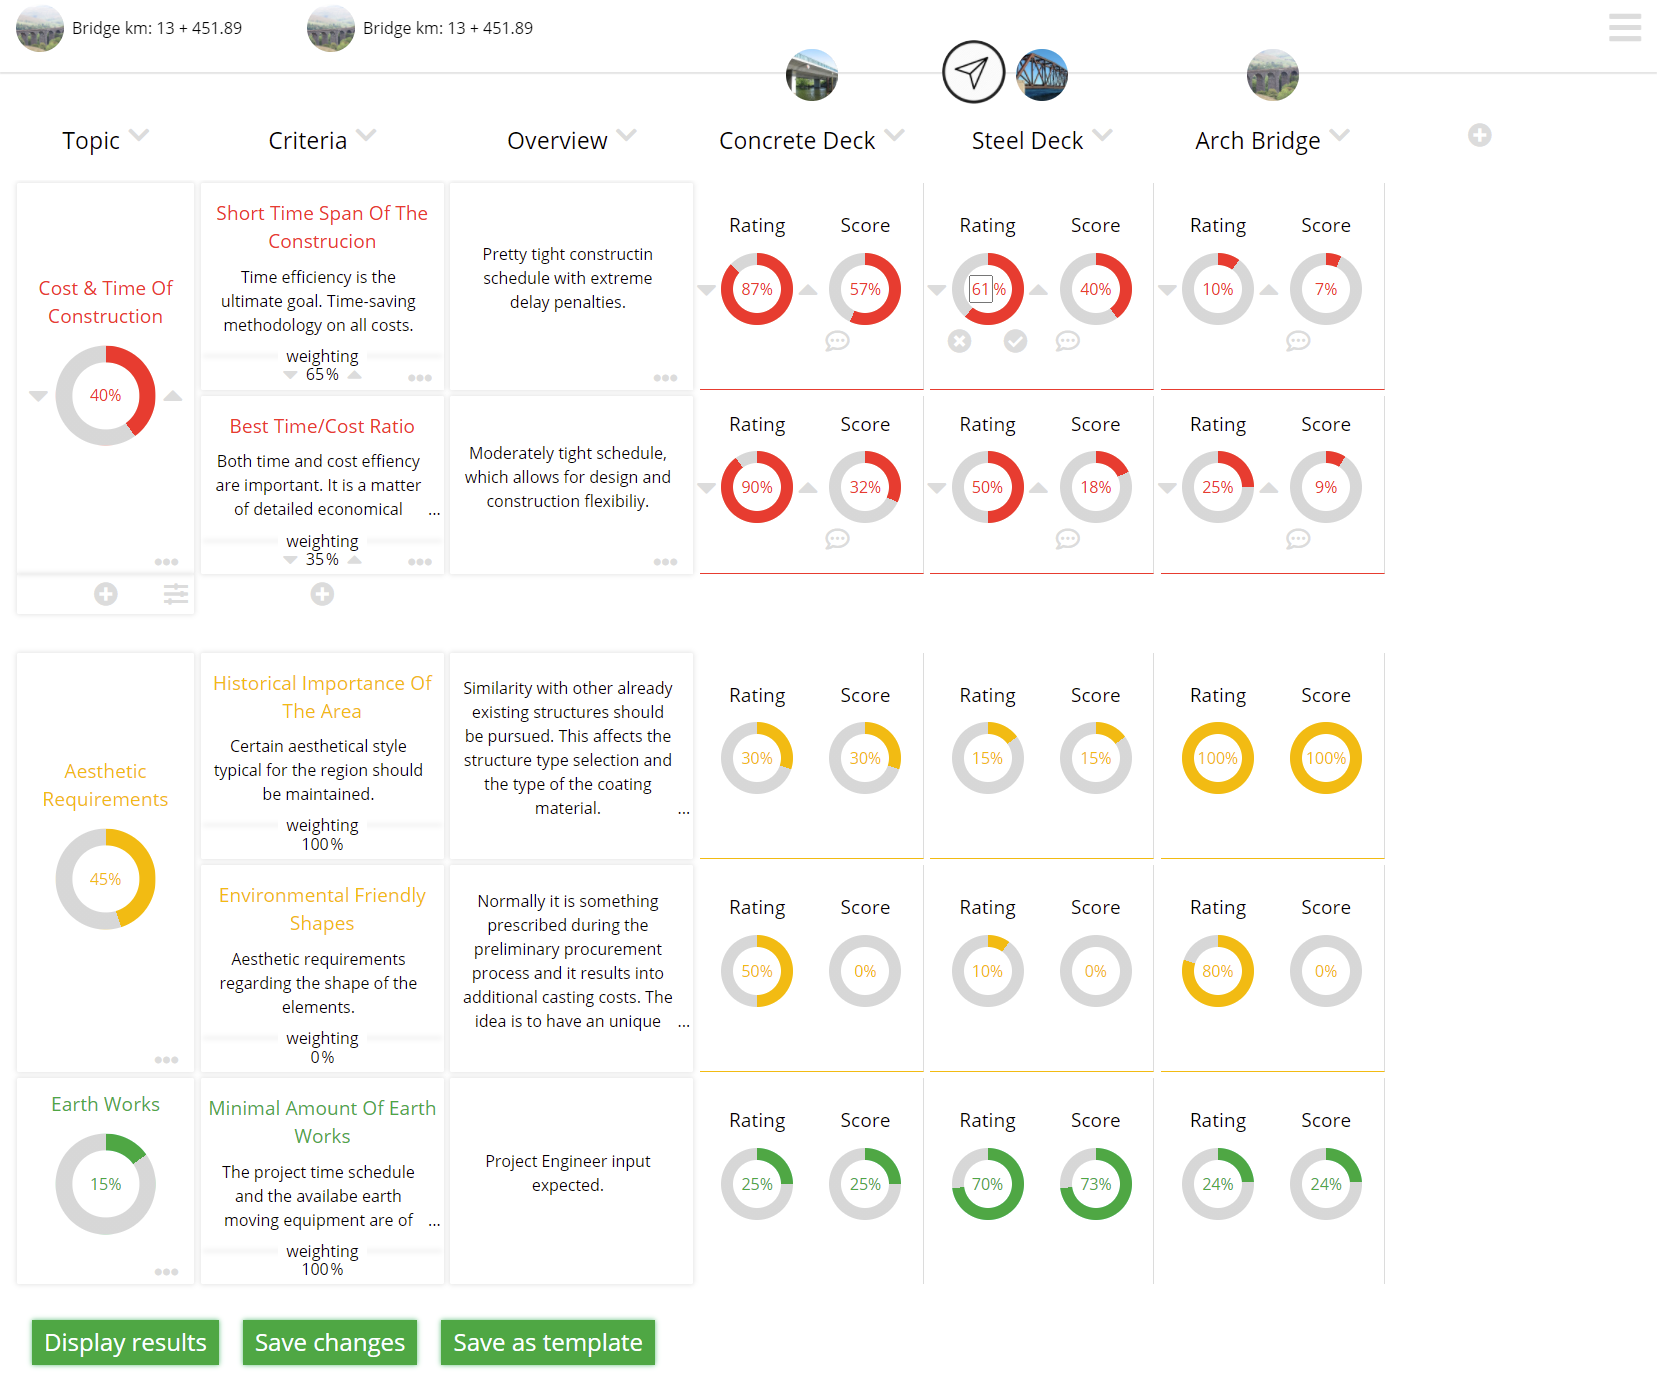 Bridge km: 13 + 451.89
Bridge km: 13 + 451.89
Topic
Criteria
Overview
Concrete Deck
Steel Deck
Arch Bridge
Cost & Time Of
Construction
40%
Short Time Span Of The
Construcion
Time efficiency is the
ultimate goal. Time-saving
methodology on all costs.
weighting
65%
Pretty tight constructin
schedule with extreme
delay penalties.
Rating
Score
87%
57%
Rating
Score
61%
40%
Rating
Score
10%
7%
Best Time/Cost Ratio
Both time and cost effiency
are important. It is a matter
of detailed economical ...
weighting
35%
Moderately tight schedule,
which allows for design and
construction flexibiliy.
Rating
Score
90%
32%
Rating
Score
50%
18%
Rating
Score
25%
9%
Aesthetic
Requirements
45%
Historical Importance Of
The Area
Certain aesthetical style
typical for the region should
be maintained.
weighting
100%
Similarity with other already
existing structures should
be pursued. This affects the
structure type selection and
the type of the coating
material. ...
Rating
Score
30%
30%
Rating
Score
15%
15%
Rating
Score
100%
100%
Environmental Friendly
Shapes
Aesthetic requirements
regarding the shape of the
elements.
weighting
0%
Normally it is something
prescribed during the
preliminary procurement
process and it results into
additional casting costs. The
idea is to have an unique ...
Rating
Score
50%
0%
Rating
Score
10%
0%
Rating
Score
80%
0%
Earth Works
15%
Minimal Amount Of Earth
Works
The project time schedule
and the availabe earth
moving equipment are of ...
weighting
100%
Project Engineer input
expected.
Rating
Score
25%
25%
Rating
Score
70%
73%
Rating
Score
24%
24%
Display results
Save changes
Save as template